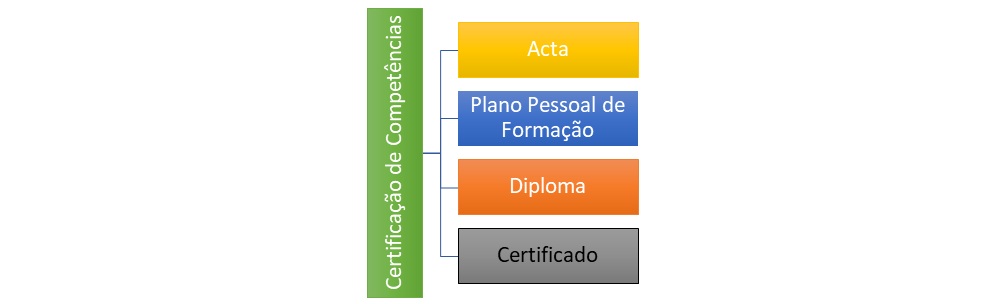 Certificação de Competências
Acta
Plano Pessoal de
Formação
Diploma
Certificado